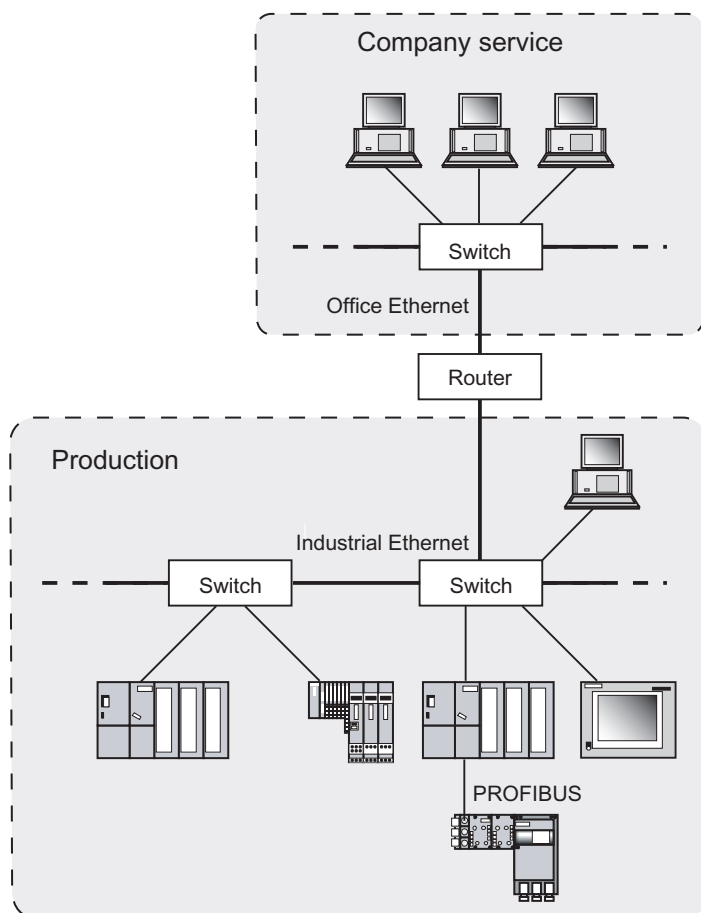 Company service
Switch
Office Ethernet
Router
Production
Industrial Ethernet
Switch
Switch
PROFIBUS